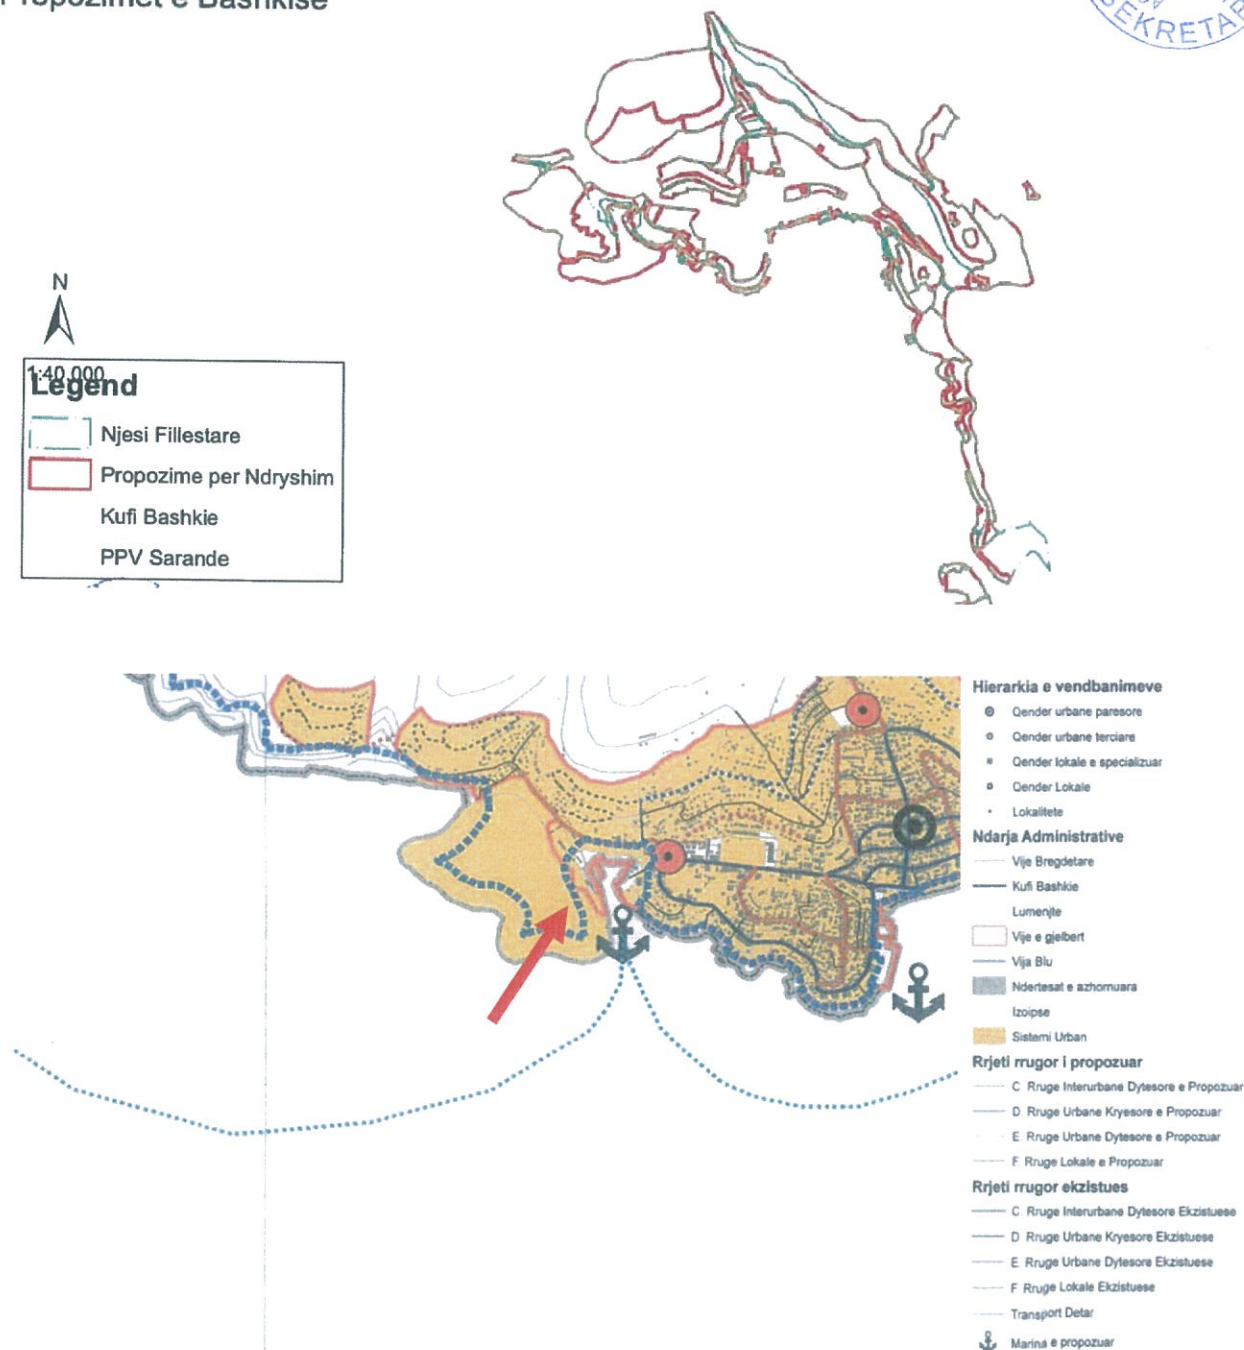 Propozimet e Bashkise
SEKRETAR
N
1:40,000
Legend
Njesi Fillestare
Propozime per Ndryshim
Kufi Bashkie
PPV Sarande
Hierarkia e vendbanimeve
Qender urbane paresore
Qender urbane terciare
Qender lokale e specializuar
Qender Lokale
Lokalitete
Ndarja Administrative
Vije Bregdetare
Kufi Bashkie
Lumenjte
Vije e gjelbert
Vija Blu
Ndertesat e azhornuara
Izoipse
Sistemi Urban
Rrjeti rrugor i propozuar
C Rruge Interurbane Dytesore e Propozuar
D. Rruge Urbane Kryesore e Propozuar
E. Rruge Urbane Dytesore e Propozuar
F. Rruge Lokale e Propozuar
Rrjeti rrugor ekzistues
C Rruge Interurbane Dytesore Ekzistuese
D. Rruge Urbane Kryesore Ekzistuese
E. Rruge Urbane Dytesore Ekzistuese
F Rruge Lokale Ekzistuese
Transport Detar
Marina e propozuar